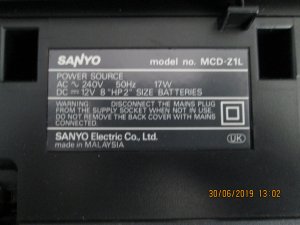 SANYO model no. MCD-Z1L
POWER SOURCE
AC ~ 240V 50Hz 17W
DC ⎓ 12V 8 "HP2" SIZE BATTERIES
WARNING: DISCONNECT THE MAINS PLUG
FROM THE SUPPLY SOCKET WHEN NOT IN USE.
DO NOT REMOVE THE BACK COVER WITH MAINS
CONNECTED.
SANYO Electric Co., Ltd.
made in MALAYSIA
UK
30/06/2019 13:02